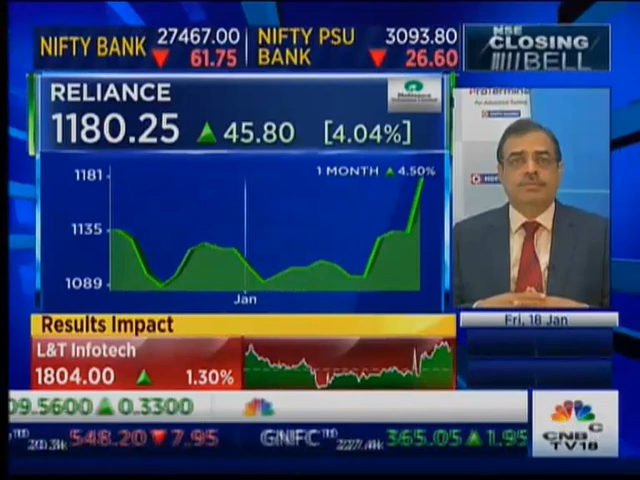 NIFTY BANK 27467.00
61.75
NIFTY PSU BANK 3093.80
26.60
NSE
CLOSING
BELL
RELIANCE
1180.25 45.80 [4.04%]
1 MONTH 4.50%
1181
1135
1089
Jan
Fri, 18 Jan
Results Impact
L&T Infotech
1804.00 1.30%
09.5600 0.3300
548.20 7.95 GNFC 365.05 1.95
CNBC
TV18